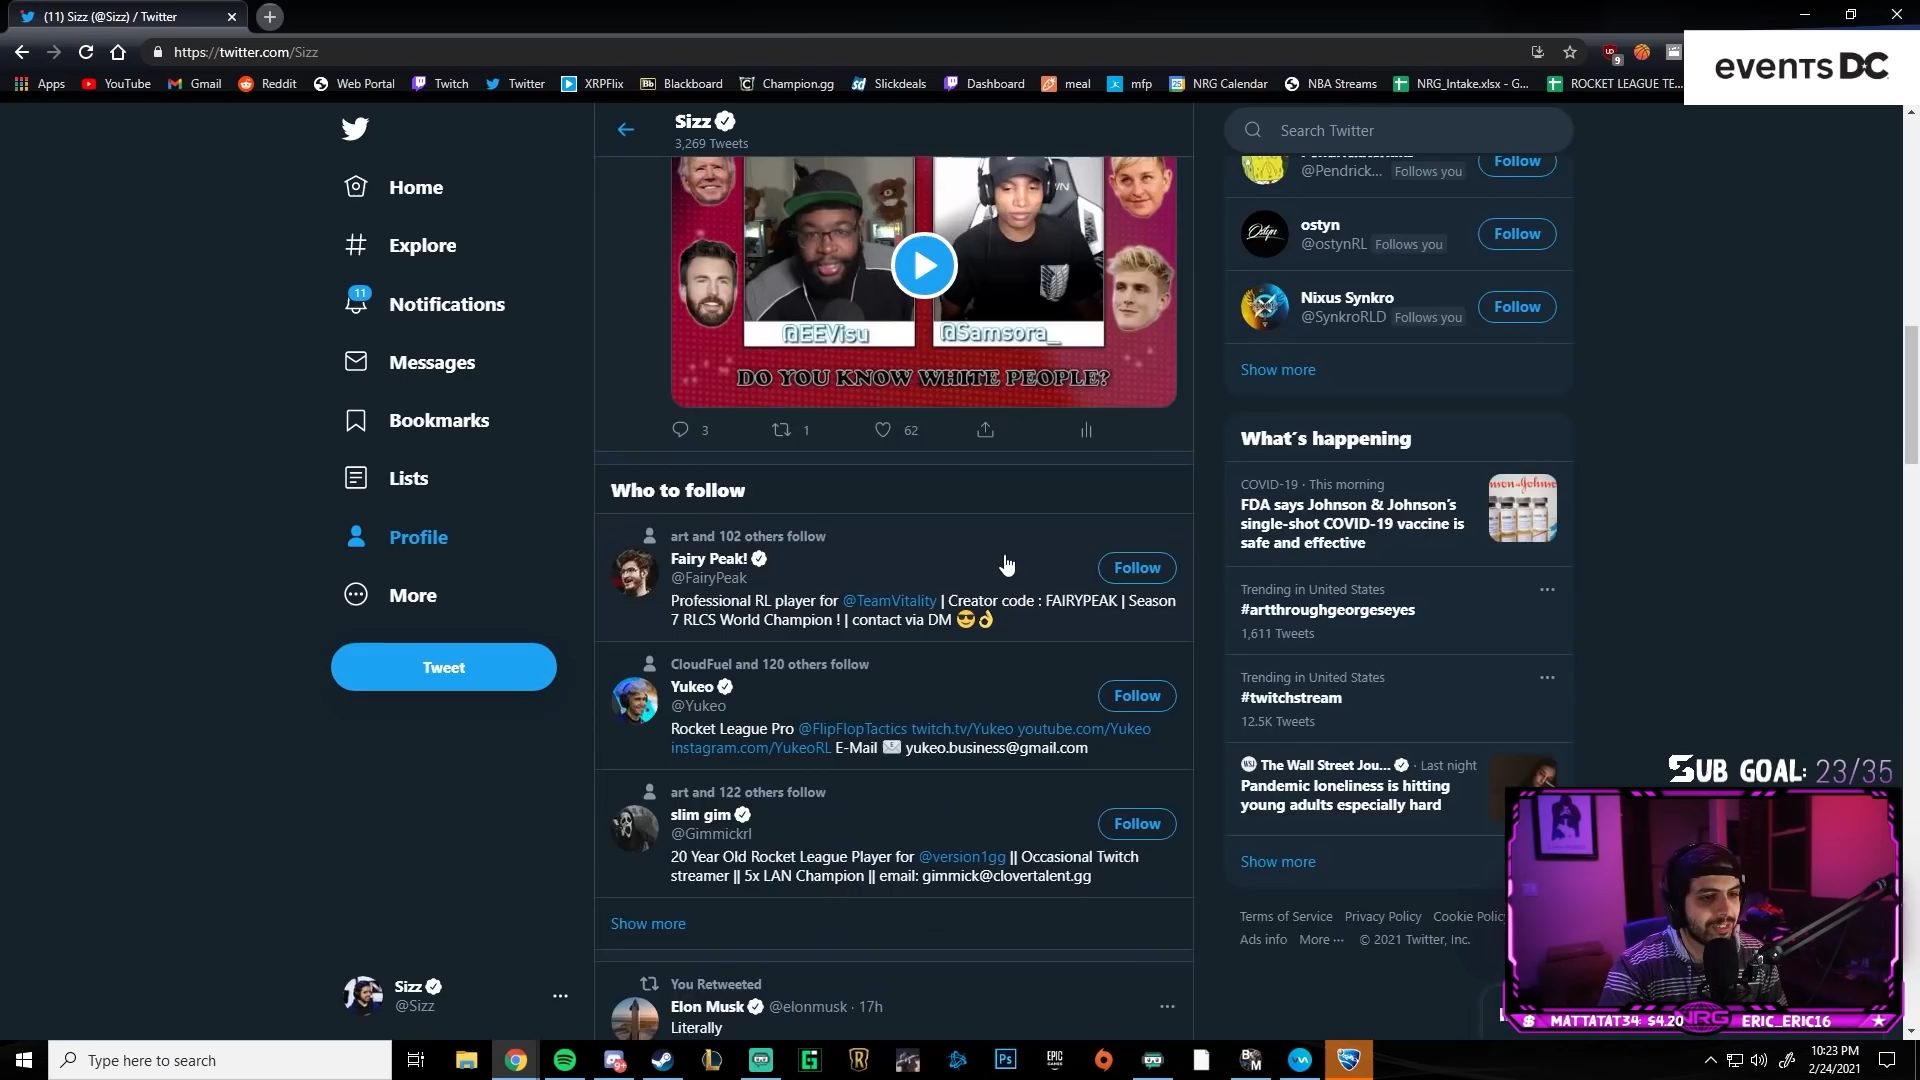 (11) Sizz (@Sizz) / Twitter
https://twitter.com/Sizz
9
events DC
Apps YouTube Gmail Reddit Web Portal Twitch Twitter XRPFlix Blackboard Champion.gg Slickdeals Dashboard meal mfp NRG Calendar NBA Streams NRG_Intake.xlsx - G... ROCKET LEAGUE TE...
Home
Explore
11
Notifications
Messages
Bookmarks
Lists
Profile
More
Tweet
Sizz
@Sizz
Sizz
3,269 Tweets
@EEVisu
@Samsora_
DO YOU KNOW WHITE PEOPLE?
3 1 62
Who to follow
art and 102 others follow
Fairy Peak!
@FairyPeak
Follow
Professional RL player for @TeamVitality | Creator code : FAIRYPEAK | Season
7 RLCS World Champion ! | contact via DM 😎👌
CloudFuel and 120 others follow
Yukeo
@Yukeo
Follow
Rocket League Pro @FlipFlopTactics twitch.tv/Yukeo youtube.com/Yukeo
instagram.com/YukeoRL E-Mail 📧 yukeo.business@gmail.com
art and 122 others follow
slim gim
@Gimmickrl
Follow
20 Year Old Rocket League Player for @version1gg || Occasional Twitch
streamer || 5x LAN Champion || email: gimmick@clovertalent.gg
Show more
You Retweeted
Elon Musk @elonmusk · 17h
Literally
Search Twitter
@Pendrick... Follows you
Follow
ostyn
@ostynRL Follows you
Follow
Nixus Synkro
@SynkroRLD Follows you
Follow
Show more
What's happening
COVID-19 · This morning
FDA says Johnson & Johnson's
single-shot COVID-19 vaccine is
safe and effective
Trending in United States
#artthroughgeorgeseyes
1,611 Tweets
Trending in United States
#twitchstream
12.5K Tweets
The Wall Street Jou... · Last night
Pandemic loneliness is hitting
young adults especially hard
Show more
Terms of Service Privacy Policy Cookie Polic
Ads info More ··· © 2021 Twitter, Inc.
SUB GOAL: 23/35
MATTATAT34: $4.20 NRG ERIC_ERIC16
Type here to search
10:23 PM
2/24/2021